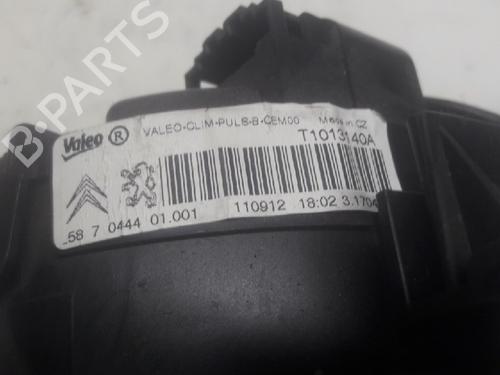 B-PARTS
Valeo ® VALEO-CLIM-PULS-B-CEM00 Made in CZ
T1013140A
58 7 0444 01.001 110912 18:02 3.1704